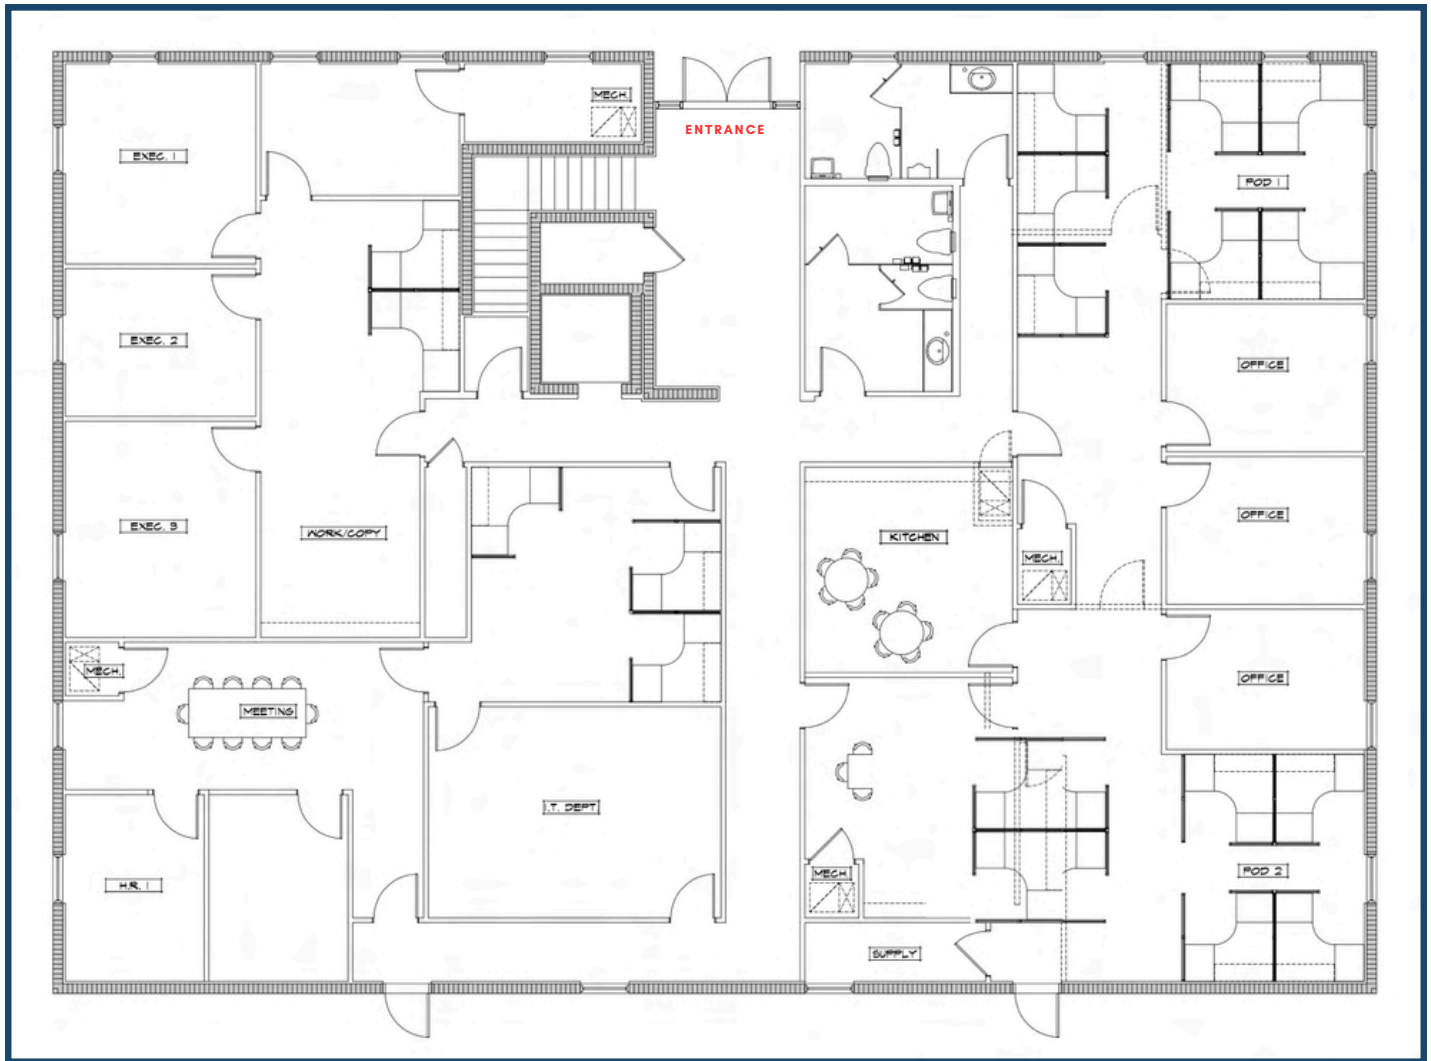 MECH.
ENTRANCE
EXEC. 1
POD 1
EXEC. 2
OFFICE
EXEC. 3
WORK/COPY
KITCHEN
OFFICE
MECH.
MECH.
MEETING
OFFICE
I.T. DEPT
H.R. 1
MECH.
POD 2
SUPPLY